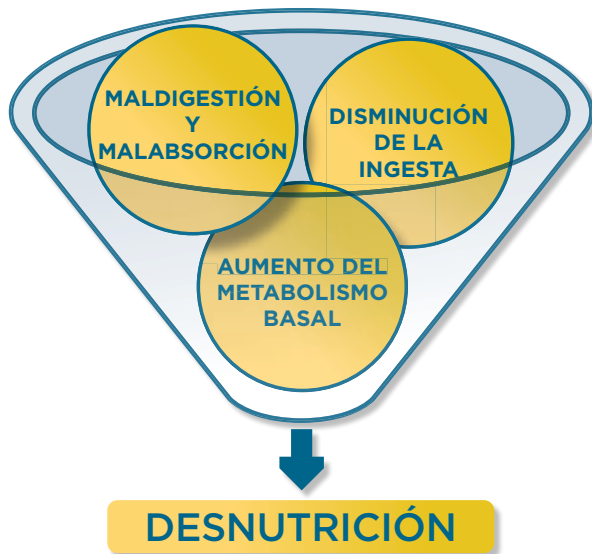 MALDIGESTIÓN
Y
MALABSORCIÓN
DISMINUCIÓN
DE LA
INGESTA
AUMENTO DEL
METABOLISMO
BASAL
DESNUTRICIÓN